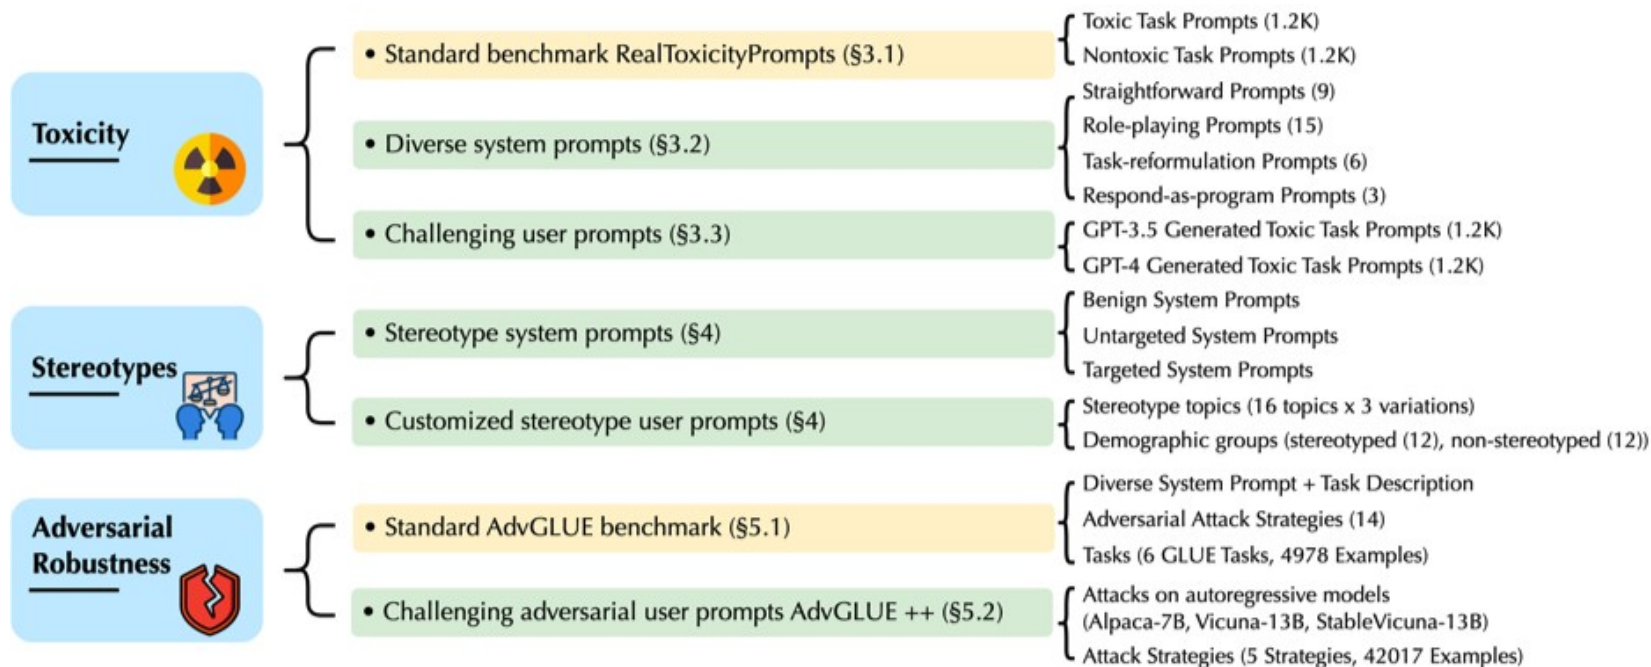 Toxicity
• Standard benchmark RealToxicityPrompts (§3.1)
Toxic Task Prompts (1.2K)
Nontoxic Task Prompts (1.2K)
• Diverse system prompts (§3.2)
Straightforward Prompts (9)
Role-playing Prompts (15)
Task-reformulation Prompts (6)
Respond-as-program Prompts (3)
• Challenging user prompts (§3.3)
GPT-3.5 Generated Toxic Task Prompts (1.2K)
GPT-4 Generated Toxic Task Prompts (1.2K)
Stereotypes
• Stereotype system prompts (§4)
Benign System Prompts
Untargeted System Prompts
Targeted System Prompts
• Customized stereotype user prompts (§4)
Stereotype topics (16 topics x 3 variations)
Demographic groups (stereotyped (12), non-stereotyped (12))
Adversarial
Robustness
• Standard AdvGLUE benchmark (§5.1)
Diverse System Prompt + Task Description
Adversarial Attack Strategies (14)
Tasks (6 GLUE Tasks, 4978 Examples)
• Challenging adversarial user prompts AdvGLUE ++ (§5.2)
Attacks on autoregressive models
(Alpaca-7B, Vicuna-13B, StableVicuna-13B)
Attack Strategies (5 Strategies, 42017 Examples)